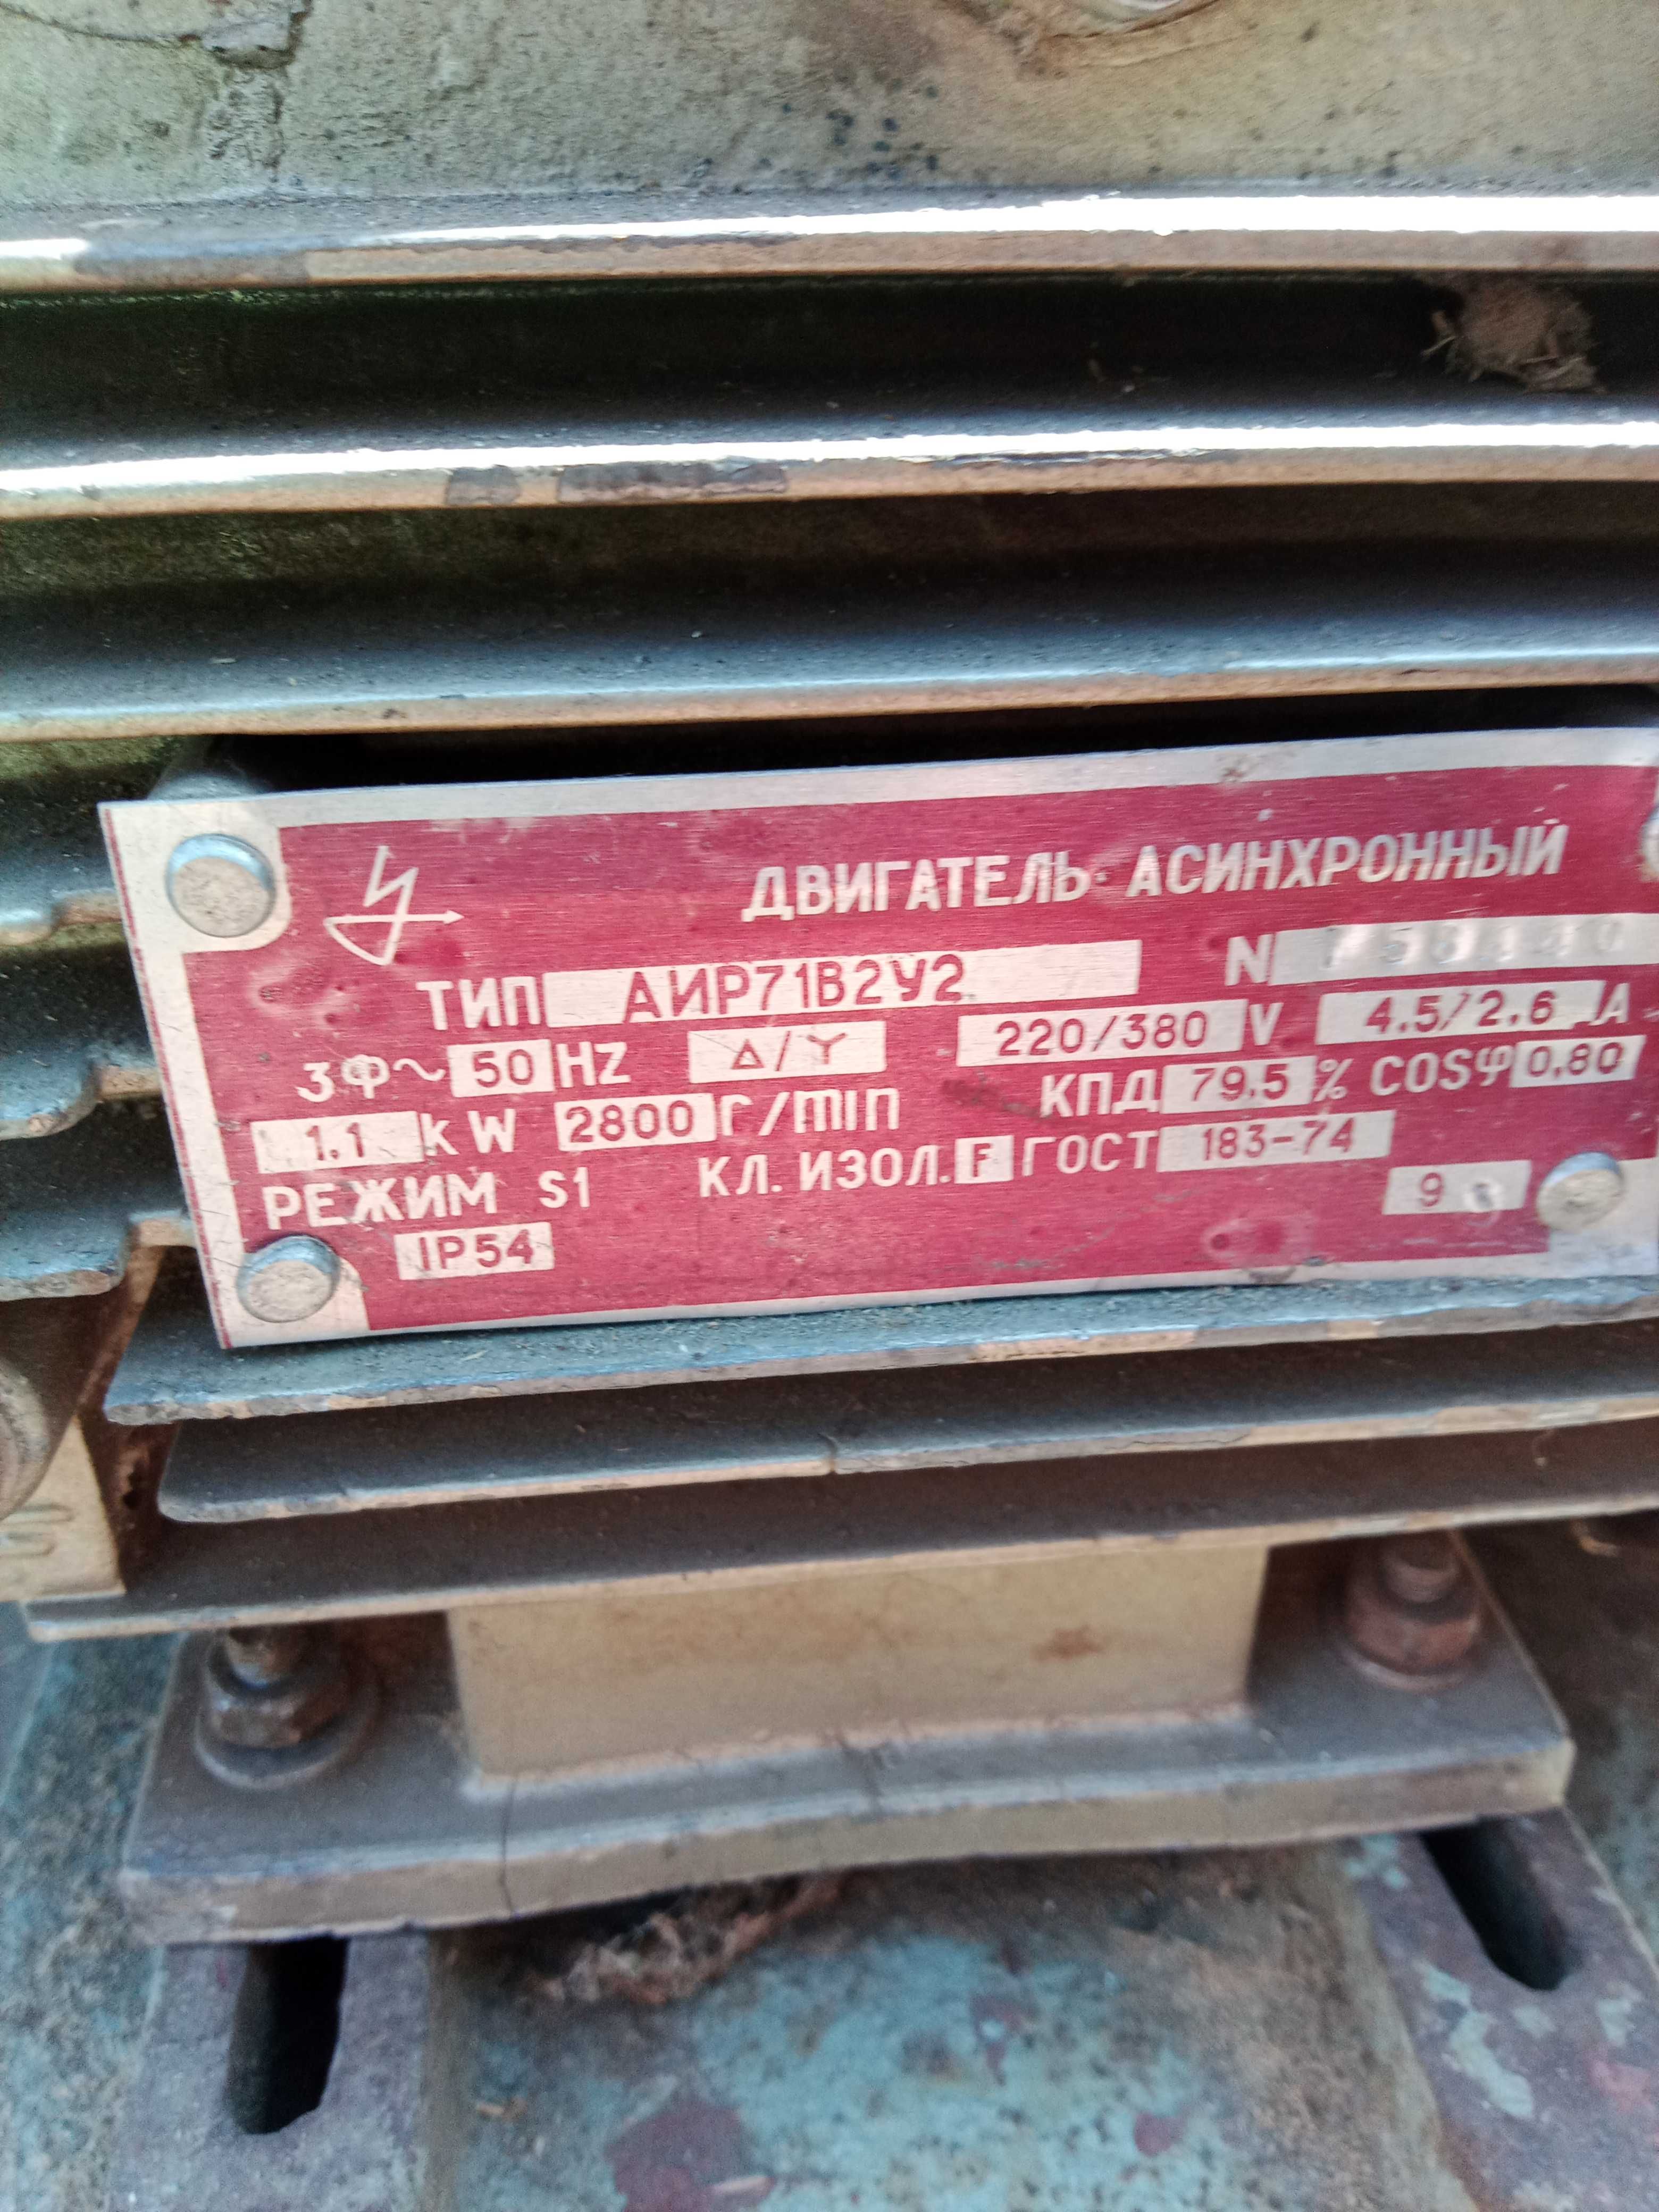 ДВИГАТЕЛЬ АСИНХРОННЫЙ
ТИП АИР71В2У2 N
3Ф~ 50 HZ Δ/Y 220/380 V 4.5/2.6 A
1.1 KW 2800 Г/MIN КПД 79.5 % COSφ 0,80
РЕЖИМ S1 КЛ. ИЗОЛ. F ГОСТ 183-74
IP54